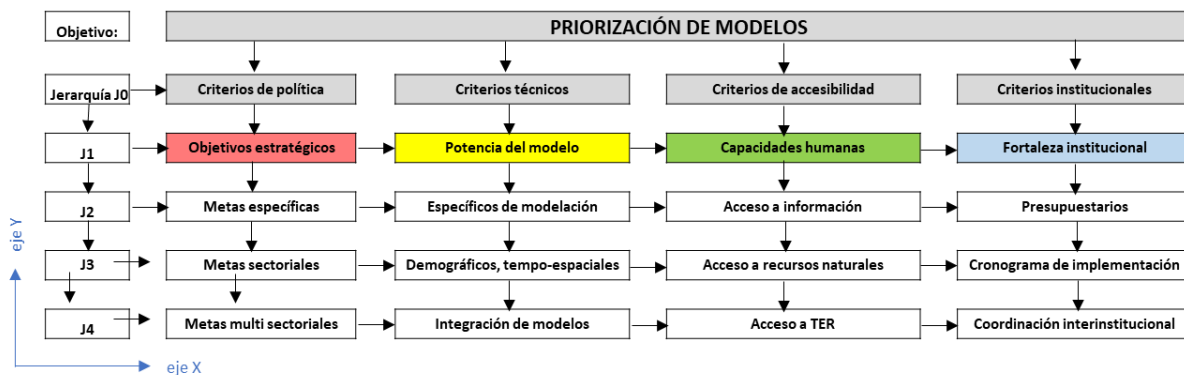 Objetivo:
PRIORIZACIÓN DE MODELOS
Jerarquía J0
Criterios de política
Criterios técnicos
Criterios de accesibilidad
Criterios institucionales
J1
Objetivos estratégicos
Potencia del modelo
Capacidades humanas
Fortaleza institucional
J2
Metas específicas
Específicos de modelación
Acceso a información
Presupuestarios
J3
Metas sectoriales
Demográficos, tempo-espaciales
Acceso a recursos naturales
Cronograma de implementación
J4
Metas multi sectoriales
Integración de modelos
Acceso a TER
Coordinación interinstitucional
eje Y
eje X